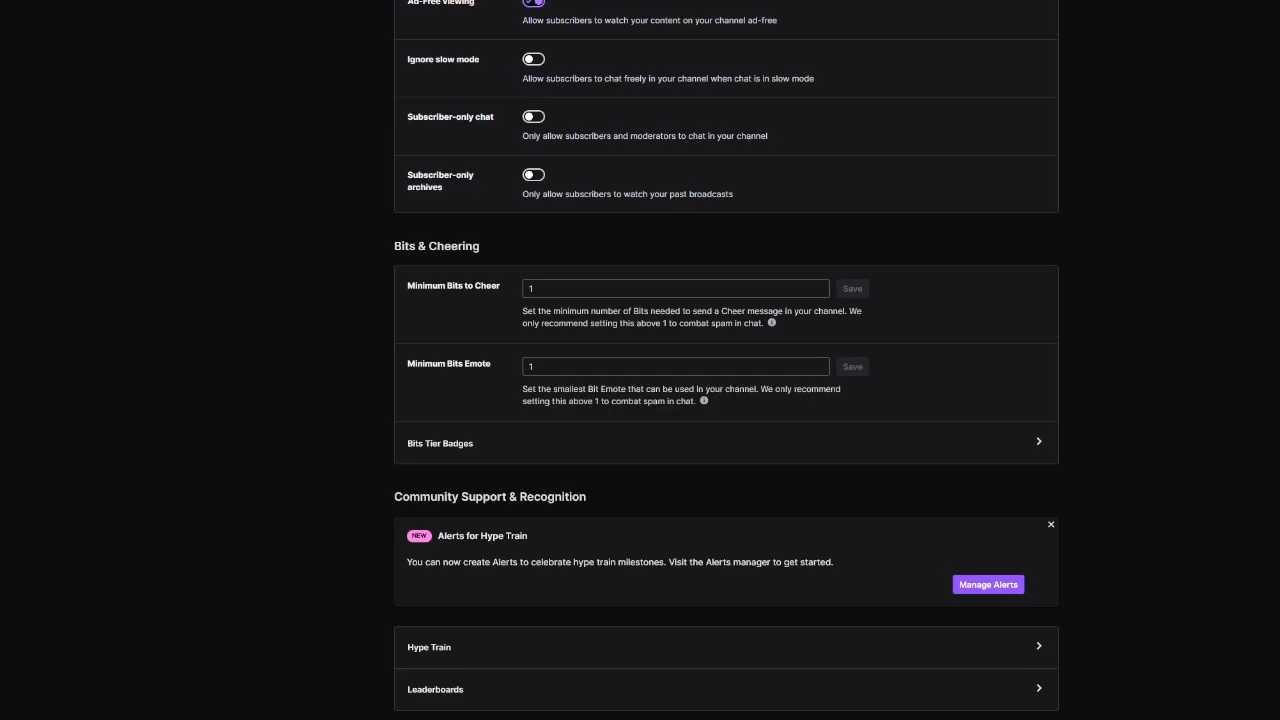 Ad-Free viewing
Allow subscribers to watch your content on your channel ad-free
Ignore slow mode
Allow subscribers to chat freely in your channel when chat is in slow mode
Subscriber-only chat
Only allow subscribers and moderators to chat in your channel
Subscriber-only
archives
Only allow subscribers to watch your past broadcasts
Bits & Cheering
Minimum Bits to Cheer
1
Save
Set the minimum number of Bits needed to send a Cheer message in your channel. We
only recommend setting this above 1 to combat spam in chat.
Minimum Bits Emote
1
Save
Set the smallest Bit Emote that can be used in your channel. We only recommend
setting this above 1 to combat spam in chat.
Bits Tier Badges
Community Support & Recognition
NEW Alerts for Hype Train
You can now create Alerts to celebrate hype train milestones. Visit the Alerts manager to get started.
Manage Alerts
Hype Train
Leaderboards